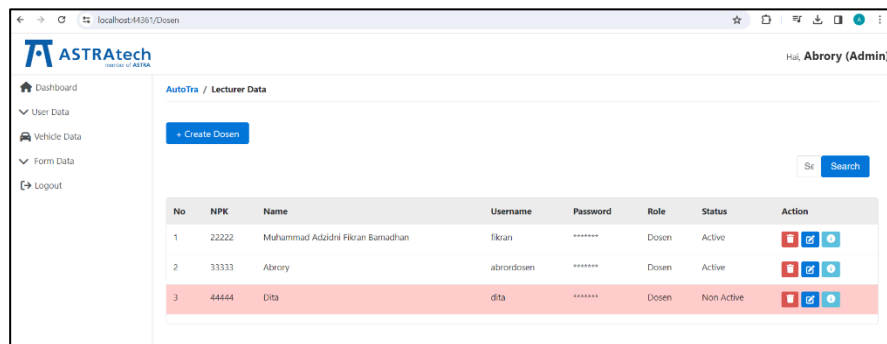 localhost:44361/Dosen
ASTRAtech
member of ASTRA
Hai, Abrory (Admin)
Dashboard
User Data
Vehicle Data
Form Data
Logout
AutoTra / Lecturer Data
+ Create Dosen
Se Search
No NPK Name Username Password Role Status Action
1 22222 Muhammad Adzidni Fikran Bamadhan fikran ******* Dosen Active
2 33333 Abrory abrordosen ******* Dosen Active
3 44444 Dita dita ******* Dosen Non Active